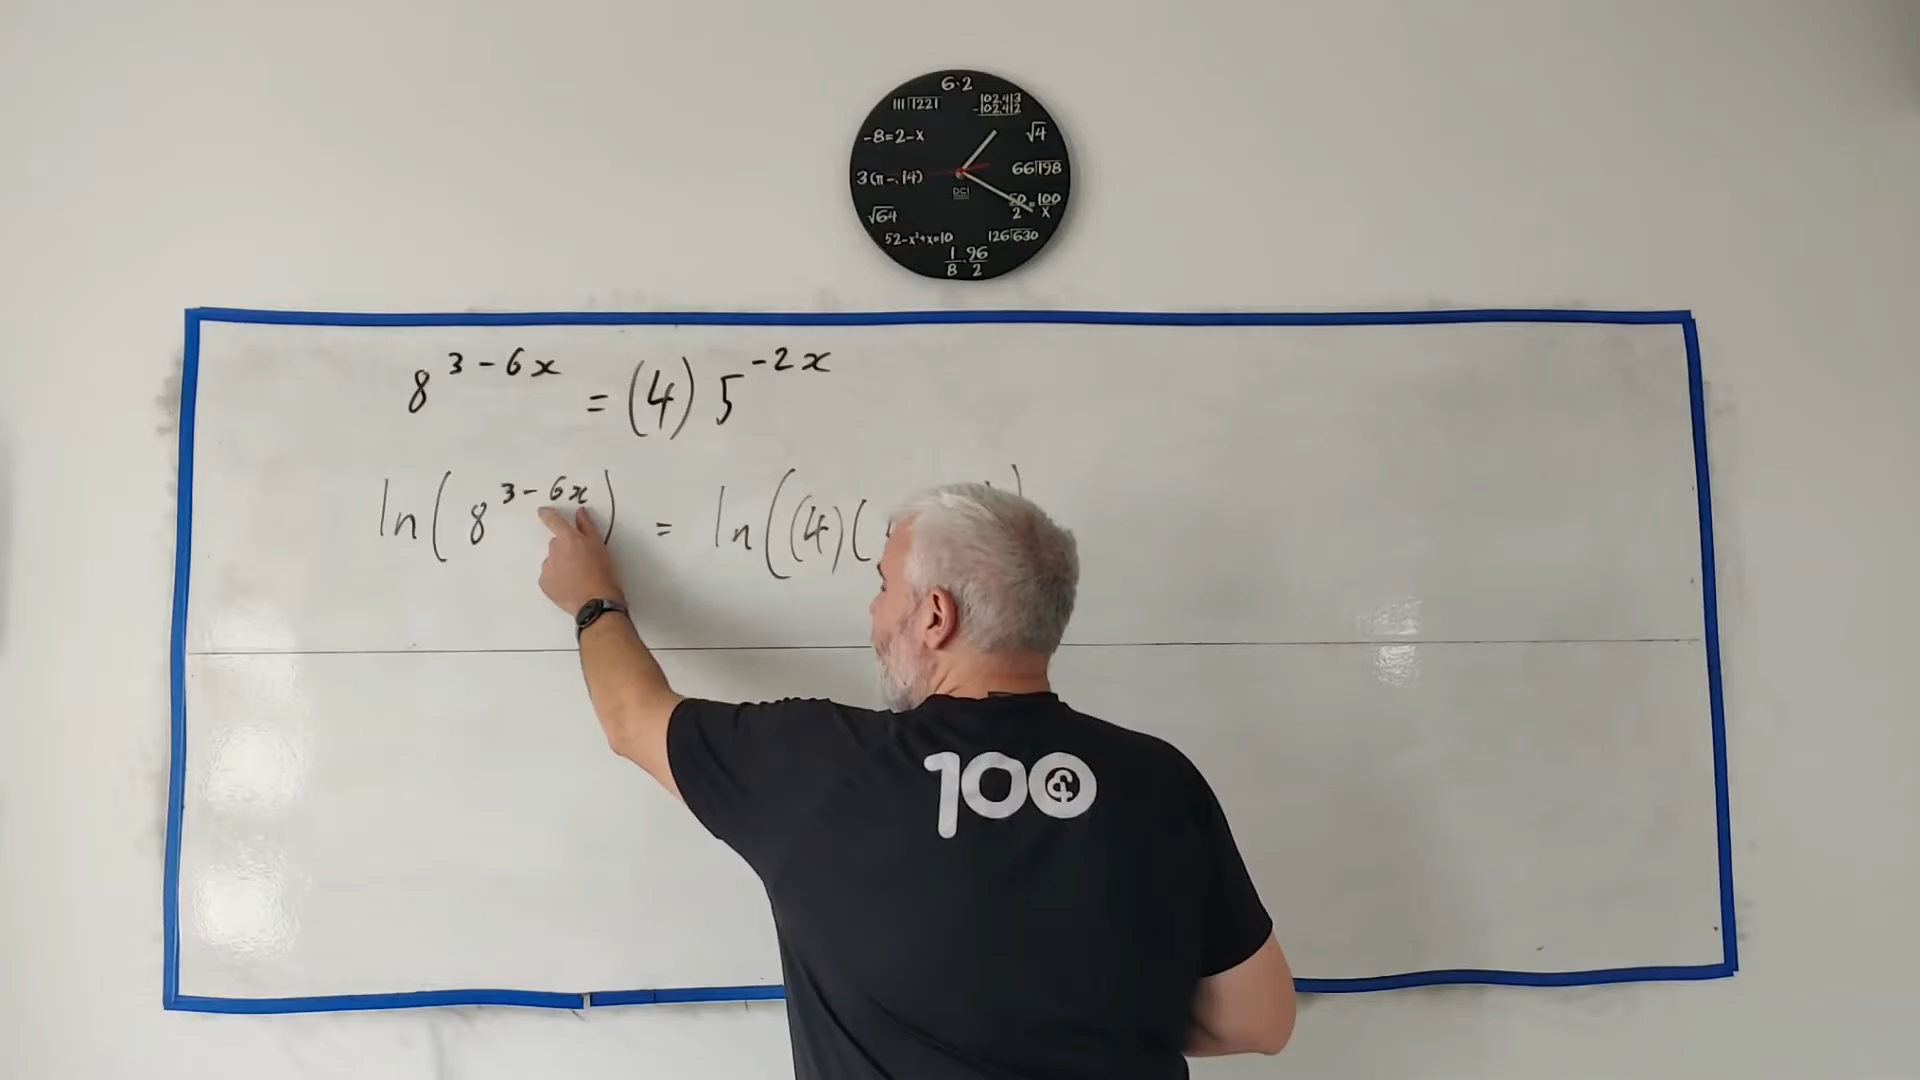 6·2
111|1221
102,413
-102,412
-8=2-x
√4
3(π-.14)
66|198
DCI
50/2=100/x
√64
52-x²+x=10
126|630
1/8·96/2
8^{3-6x} = (4) 5^{-2x}
ln(8^{3-6x}) = ln((4)(
100